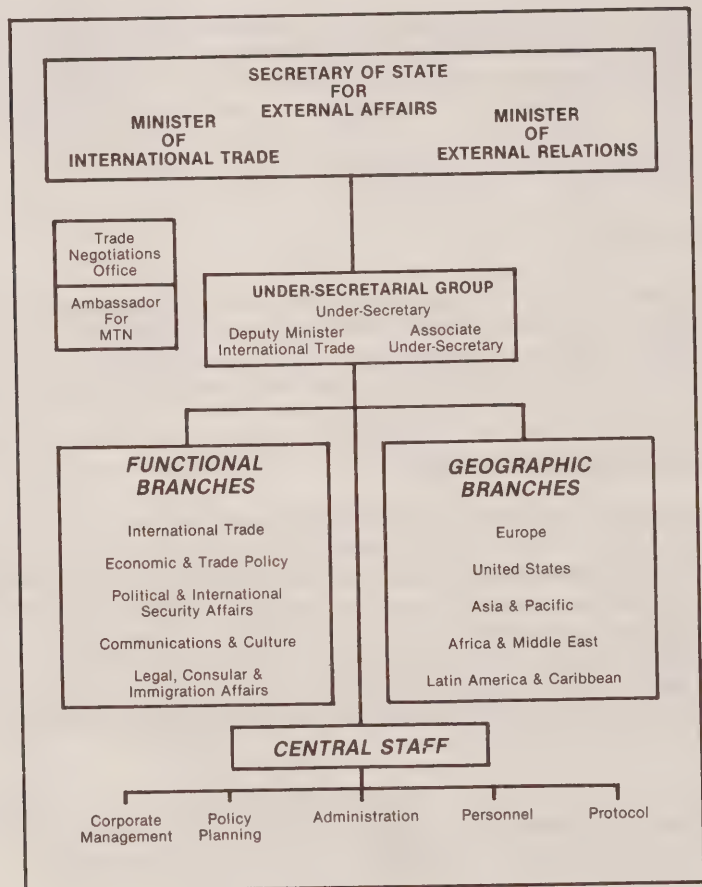 SECRETARY OF STATE
FOR
EXTERNAL AFFAIRS
MINISTER
OF
INTERNATIONAL TRADE
MINISTER
OF
EXTERNAL RELATIONS
Trade
Negotiations
Office
Ambassador
For
MTN
UNDER-SECRETARIAL GROUP
Under-Secretary
Deputy Minister
International Trade
Associate
Under-Secretary
FUNCTIONAL
BRANCHES
International Trade
Economic & Trade Policy
Political & International
Security Affairs
Communications & Culture
Legal, Consular &
Immigration Affairs
GEOGRAPHIC
BRANCHES
Europe
United States
Asia & Pacific
Africa & Middle East
Latin America & Caribbean
CENTRAL STAFF
Corporate
Management
Policy
Planning
Administration
Personnel
Protocol